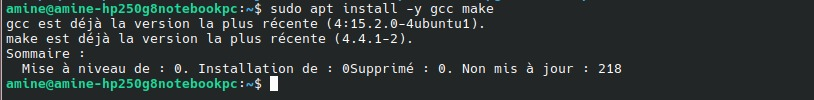 amine@amine-hp250g8notebookpc:~$ sudo apt install -y gcc make
gcc est déjà la version la plus récente (4:15.2.0-4ubuntu1).
make est déjà la version la plus récente (4.4.1-2).
Sommaire :
  Mise à niveau de : 0. Installation de : 0Supprimé : 0. Non mis à jour : 218
amine@amine-hp250g8notebookpc:~$